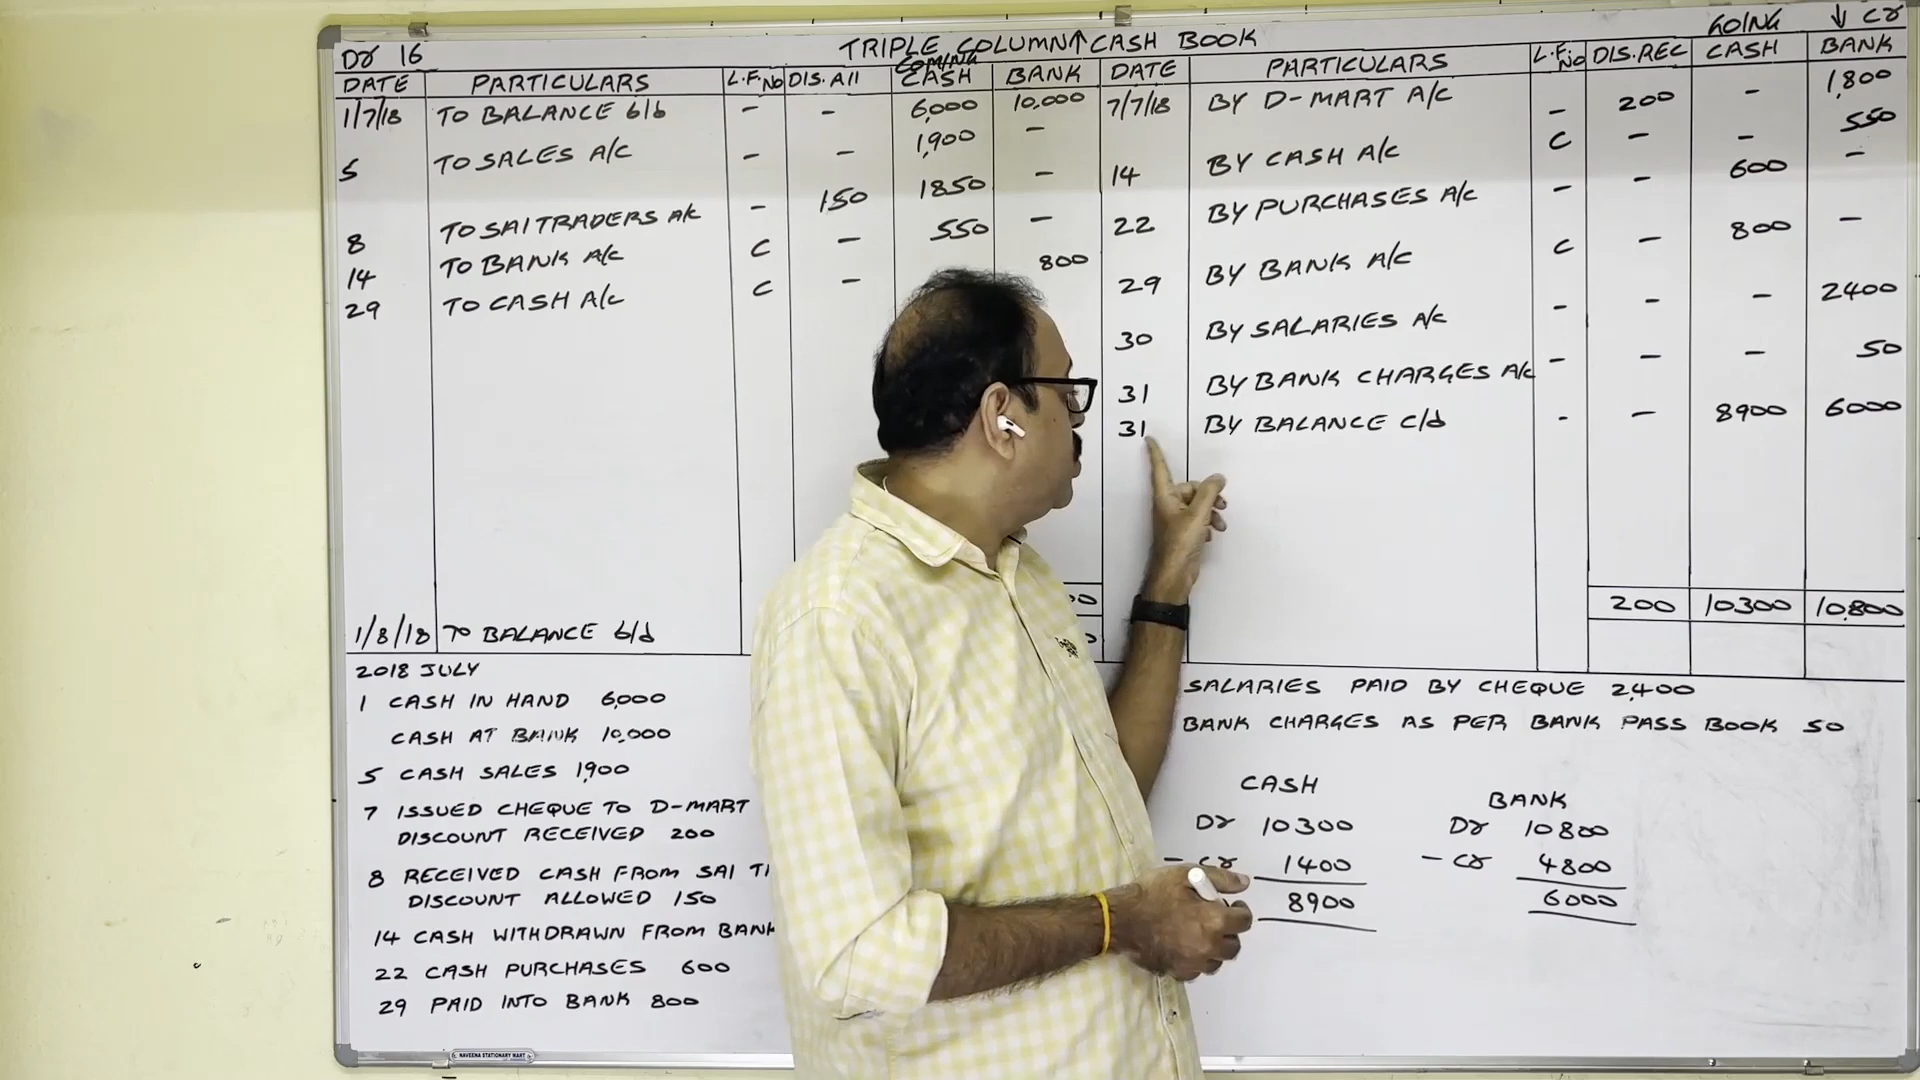 GOING ↓ Cr
Dr 16 TRIPLE COLUMN↑ CASH BOOK
COMING
DATE PARTICULARS L.F.No DIS.All CASH BANK DATE PARTICULARS L.F.No DIS.REC CASH BANK
1/7/18 TO BALANCE b/d - - 6,000 10,000 7/7/18 BY D-MART A/c - 200 - 1,800
5 TO SALES A/c - - 1,900 - 14 BY CASH A/c C - - 550
8 TO SAI TRADERS A/c - 150 1850 - 22 BY PURCHASES A/c - - 600 -
14 TO BANK A/c C - 550 - 29 BY BANK A/c C - 800 -
29 TO CASH A/c C - 800 30 BY SALARIES A/c - - - 2400
31 BY BANK CHARGES A/c - - - 50
31 BY BALANCE c/d - - 8900 6000
200 10300 10,800
1/8/18 TO BALANCE b/d
2018 JULY
1 CASH IN HAND 6,000
CASH AT BANK 10,000
5 CASH SALES 1,900
7 ISSUED CHEQUE TO D-MART
DISCOUNT RECEIVED 200
8 RECEIVED CASH FROM SAI
DISCOUNT ALLOWED 150
14 CASH WITHDRAWN FROM BANK
22 CASH PURCHASES 600
29 PAID INTO BANK 800
SALARIES PAID BY CHEQUE 2,400
BANK CHARGES AS PER BANK PASS BOOK 50
CASH
Dr 10300
- Cr 1400
8900
BANK
Dr 10800
- Cr 4800
6000
NAVEENA STATIONARY MART